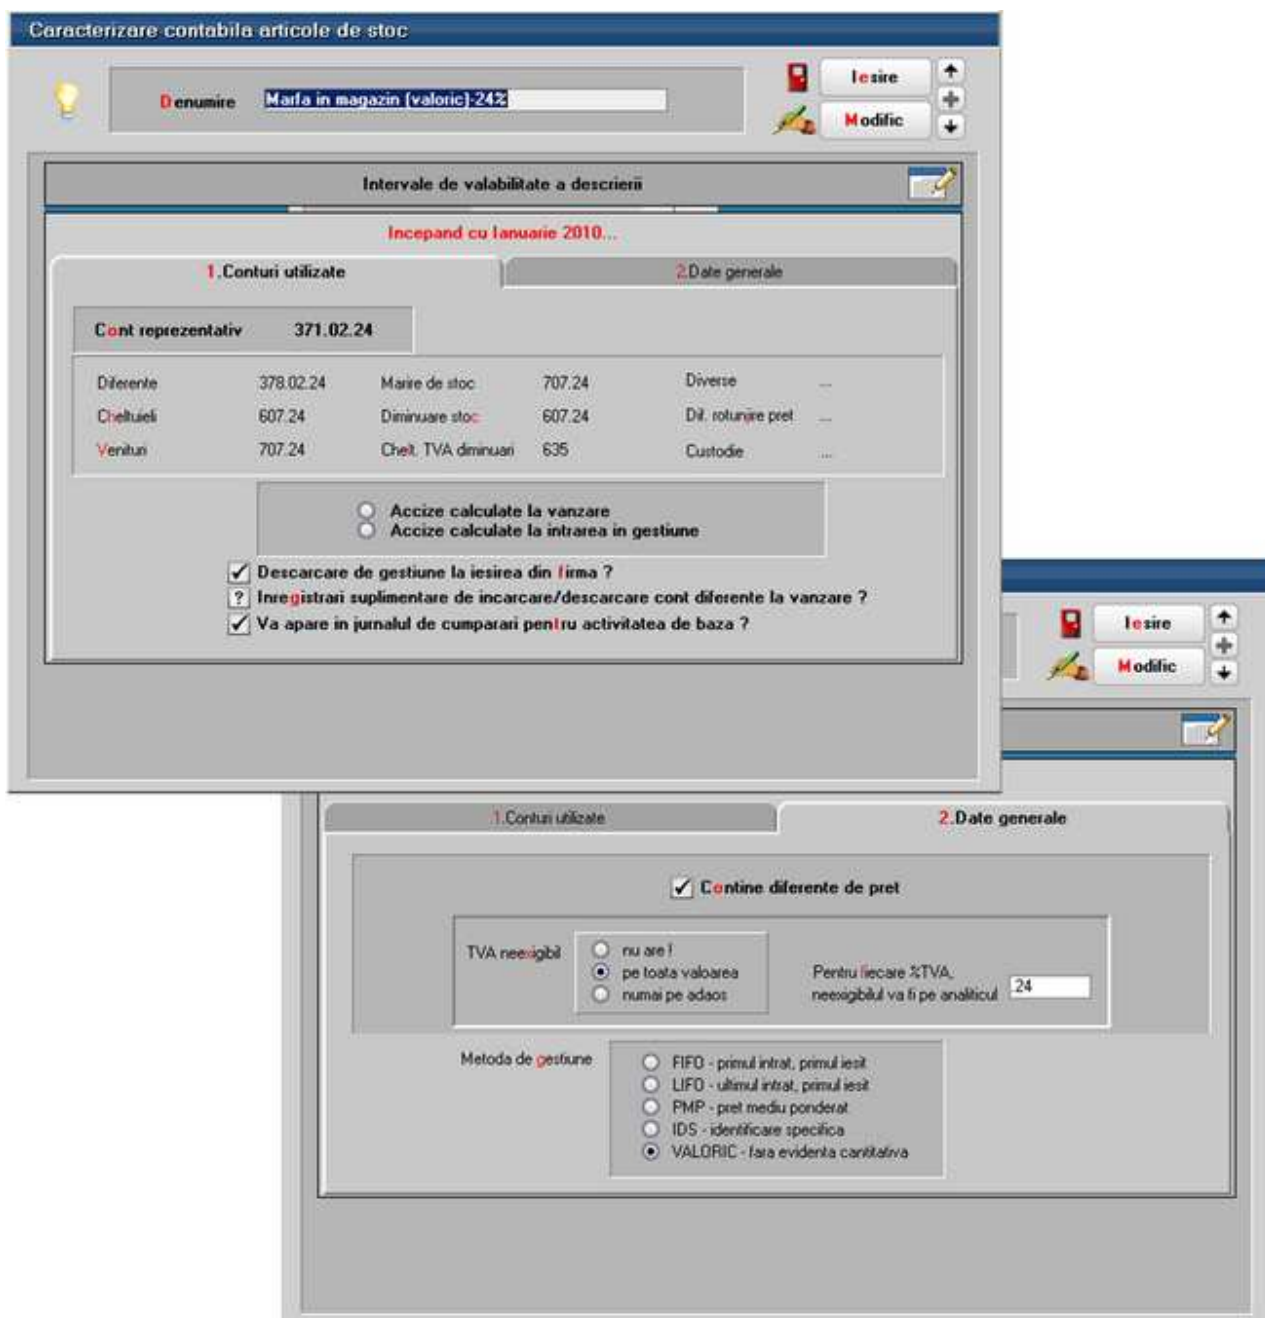 Caracterizare contabila articole de stoc
Denumire Marfa in magazin (valoric)-24%
Iesire
Modific
Intervale de valabilitate a descrierii
Incepand cu Ianuarie 2010...
1.Conturi utilizate 2.Date generale
Cont reprezentativ 371.02.24
Diferente 378.02.24 Marire de stoc 707.24 Diverse ...
Cheltuieli 607.24 Diminuare stoc 607.24 Dif. rotunjire pret ...
Venituri 707.24 Chelt. TVA diminuari 635 Custodie ...
Accize calculate la vanzare
Accize calculate la intrarea in gestiune
Descarcare de gestiune la iesirea din firma ?
? Inregistrari suplimentare de incarcare/descarcare cont diferente la vanzare ?
Va apare in jurnalul de cumparari pentru activitatea de baza ?
Iesire
Modific
1.Conturi utilizate 2.Date generale
Contine diferente de pret
TVA neexigibil
nu are !
pe toata valoarea
numai pe adaos
Pentru fiecare %TVA,
neexigibilul va fi pe analiticul .24
Metoda de gestiune
FIFO - primul intrat, primul iesit
LIFO - ultimul intrat, primul iesit
PMP - pret mediu ponderat
IDS - identificare specifica
VALORIC - fara evidenta cantitativa